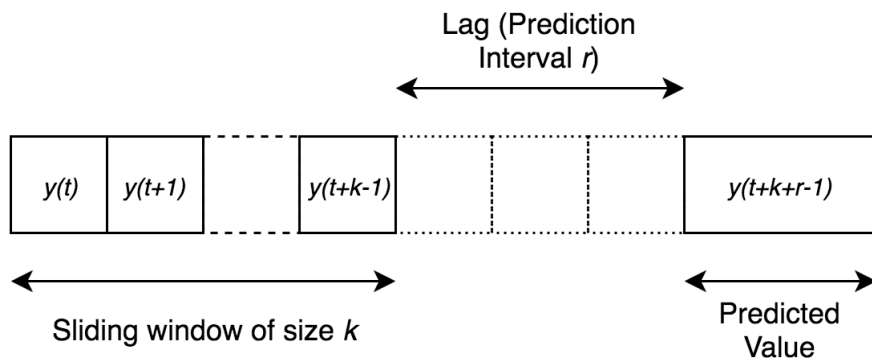 Lag (Prediction
Interval r)
y(t)
y(t+1)
y(t+k-1)
y(t+k+r-1)
Sliding window of size k
Predicted
Value